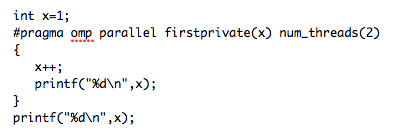 int x=1;
#pragma omp parallel firstprivate(x) num_threads(2)
{
x++;
printf("%d\n",x);
}
printf("%d\n",x);